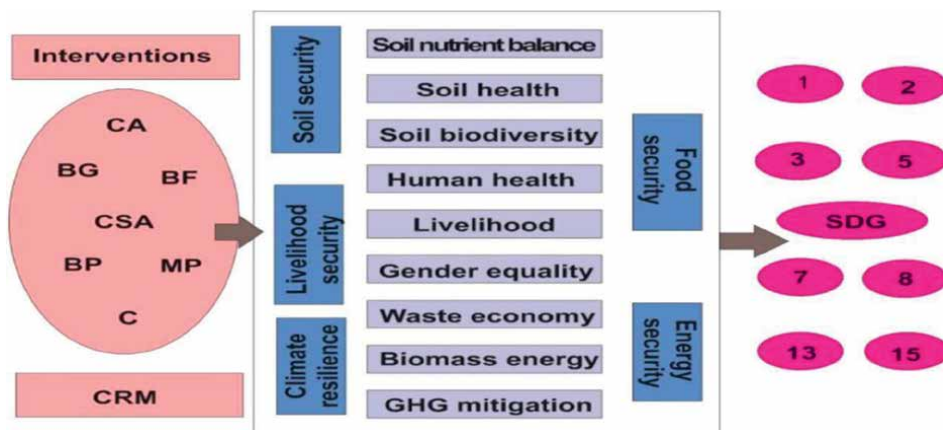 Interventions
CA
BG
BF
CSA
BP
MP
C
CRM
Soil security
Livelihood
security
Climate
resilience
Soil nutrient balance
Soil health
Soil biodiversity
Human health
Livelihood
Gender equality
Waste economy
Biomass energy
GHG mitigation
Food
security
Energy
security
1
2
3
5
SDG
7
8
13
15